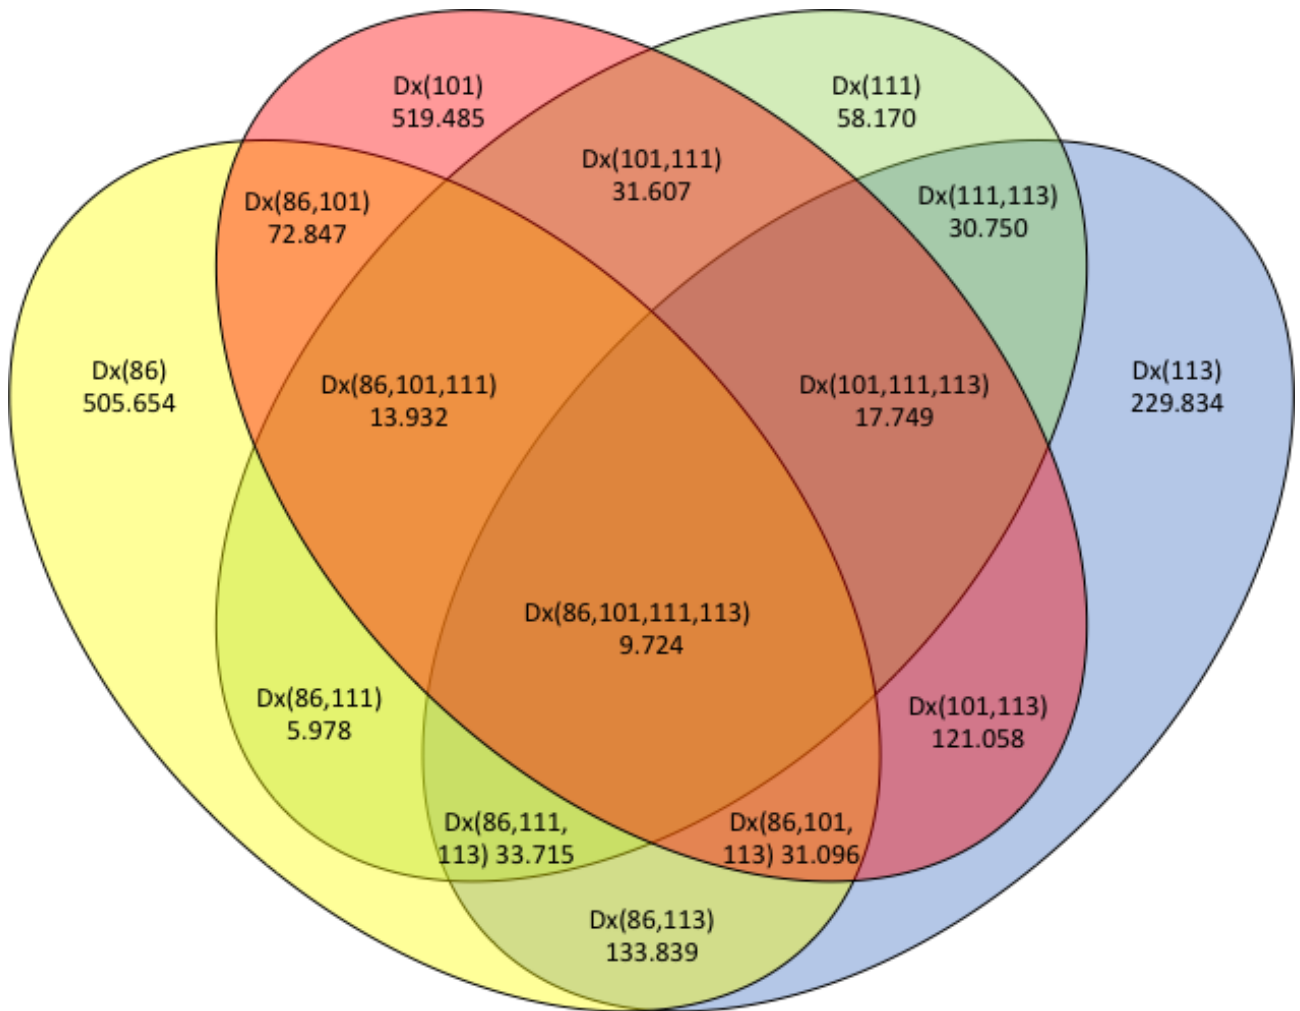 Dx(101)
519.485
Dx(111)
58.170
Dx(101,111)
31.607
Dx(86,101)
72.847
Dx(111,113)
30.750
Dx(86)
505.654
Dx(86,101,111)
13.932
Dx(101,111,113)
17.749
Dx(113)
229.834
Dx(86,101,111,113)
9.724
Dx(86,111)
5.978
Dx(101,113)
121.058
Dx(86,111,
113) 33.715
Dx(86,101,
113) 31.096
Dx(86,113)
133.839